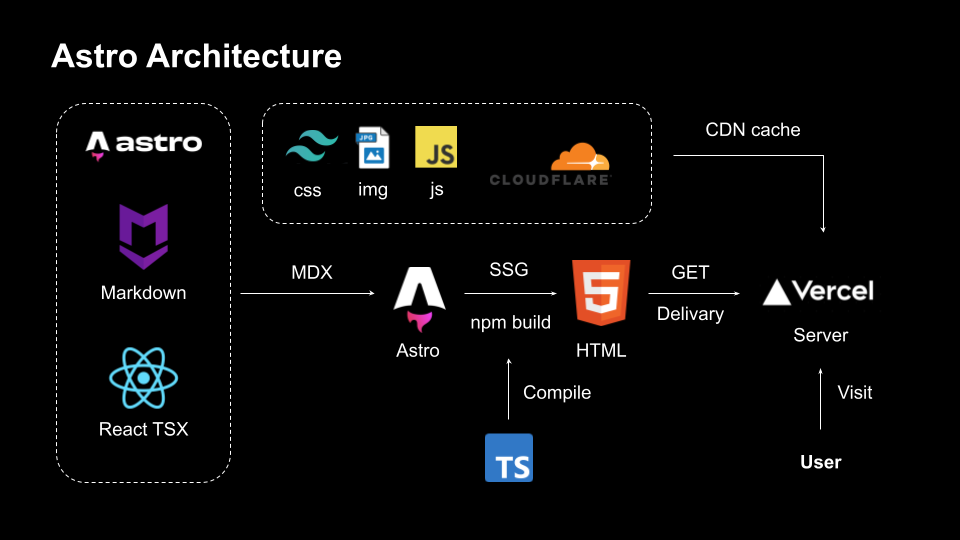 Astro Architecture
astro
Markdown
React TSX
css
JPG
img
JS
js
CLOUDFLARE
CDN cache
MDX
Astro
SSG
npm build
HTML
GET
Delivary
Vercel
Server
Compile
TS
Visit
User